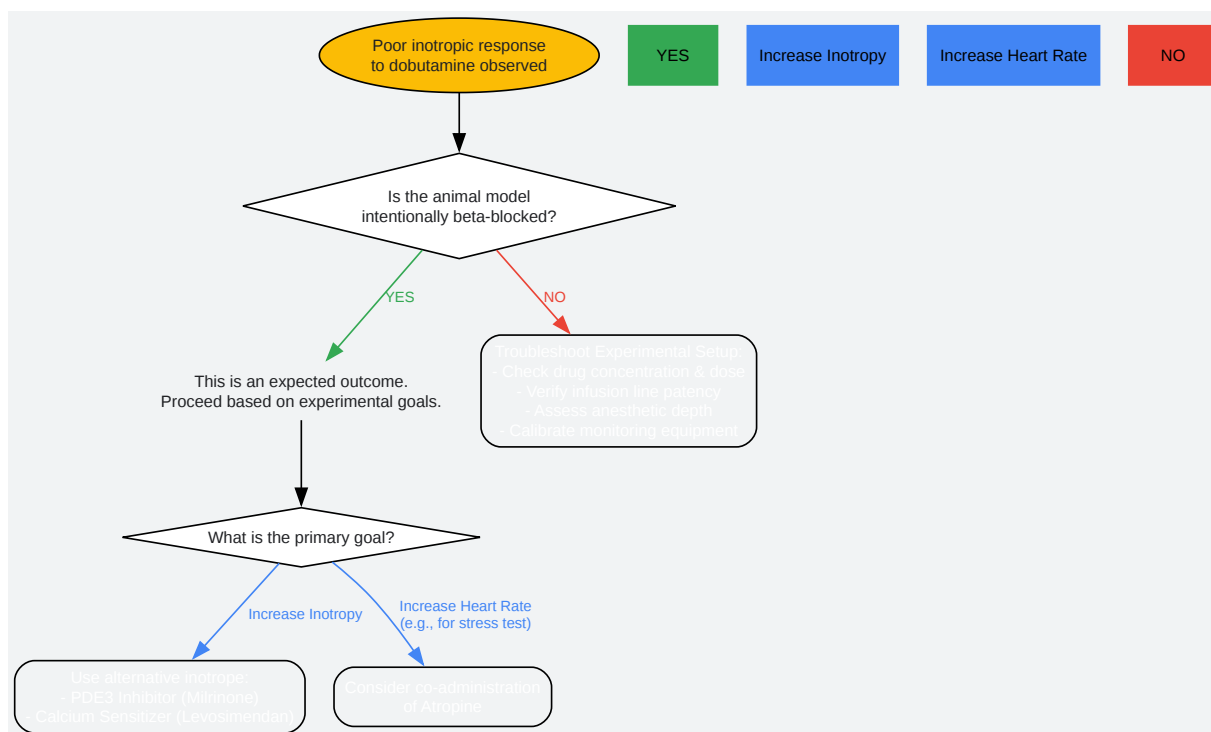 Poor inotropic response
to dobutamine observed
YES
Increase Inotropy
Increase Heart Rate
NO
Is the animal model
intentionally beta-blocked?
YES
NO
This is an expected outcome.
Proceed based on experimental goals.
Troubleshoot Experimental Setup:
- Check drug concentration & dose
- Verify infusion line patency
- Assess anesthetic depth
- Calibrate monitoring equipment
What is the primary goal?
Increase Inotropy
Increase Heart Rate
(e.g., for stress test)
Use alternative inotrope:
- PDE3 Inhibitor (Milrinone)
- Calcium Sensitizer (Levosimendan)
Consider co-administration
of Atropine